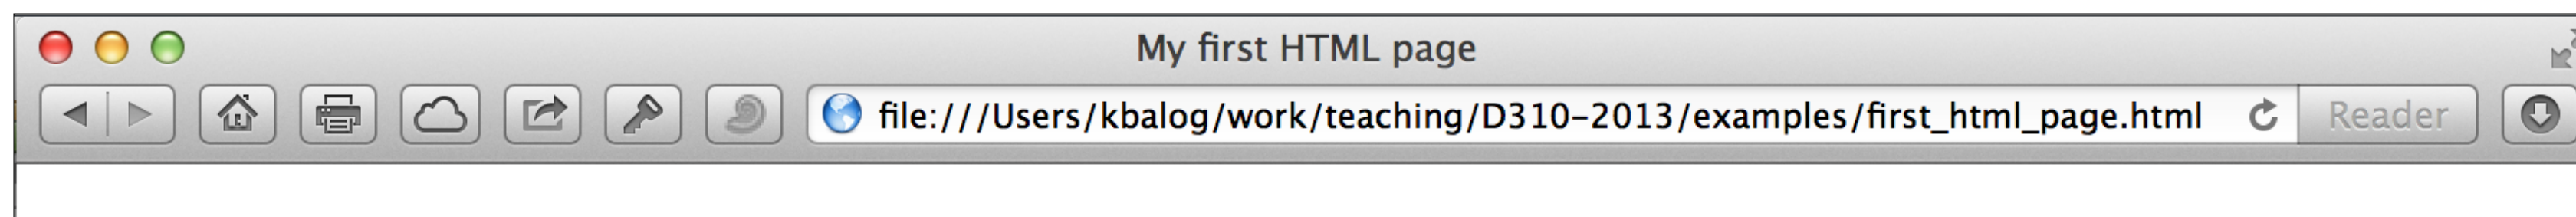 My first HTML page
file:///Users/kbalog/work/teaching/D310-2013/examples/first_html_page.html
Reader